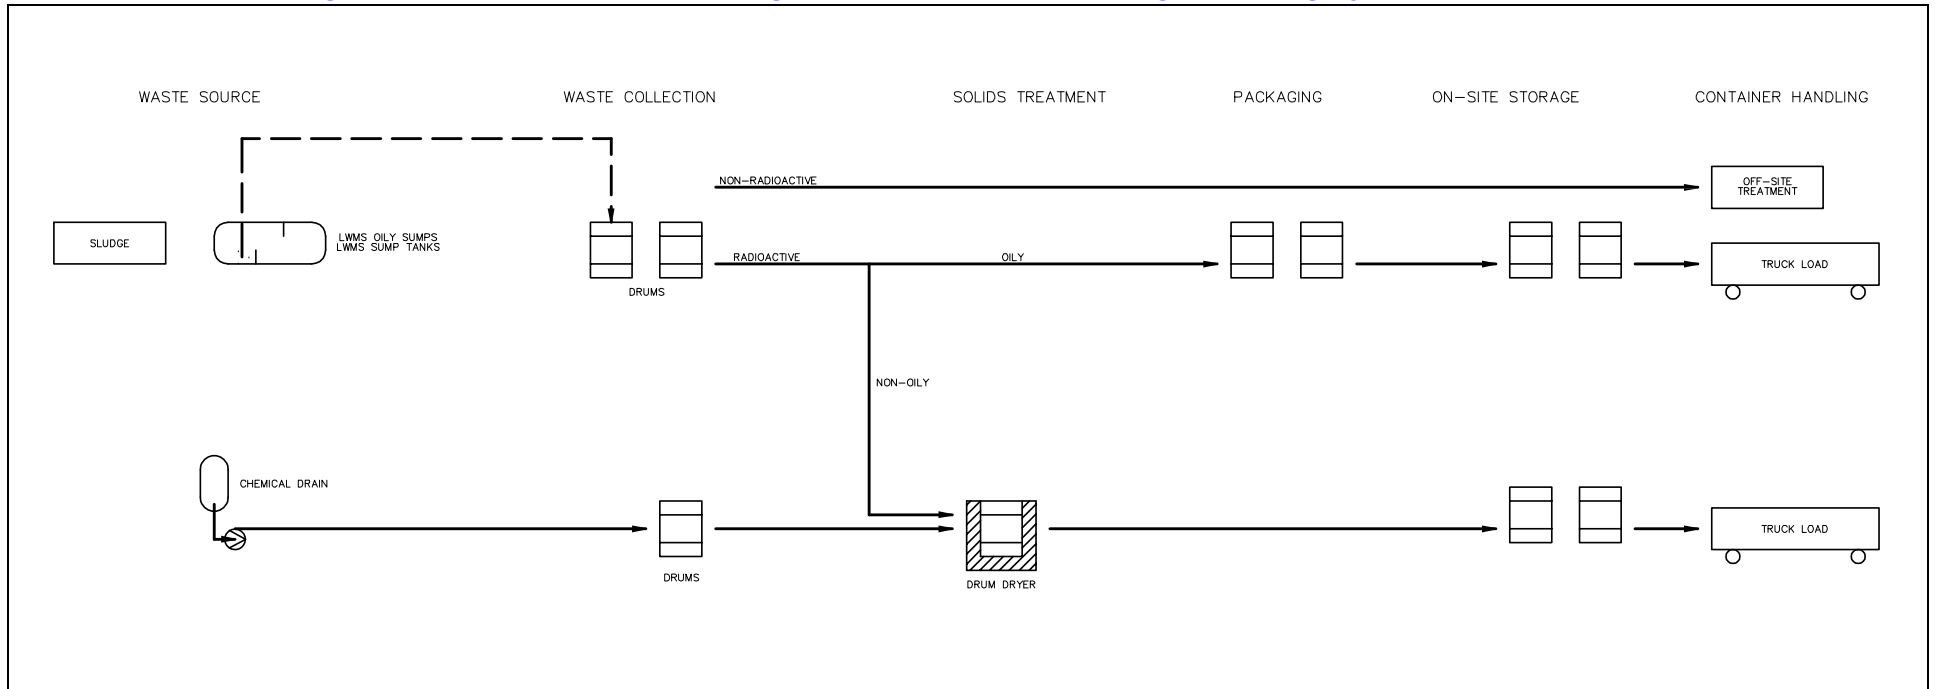 WASTE SOURCE
WASTE COLLECTION
SOLIDS TREATMENT
PACKAGING
ON-SITE STORAGE
CONTAINER HANDLING
NON-RADIOACTIVE
OFF-SITE
TREATMENT
SLUDGE
LWMS OILY SUMPS
LWMS SUMP TANKS
RADIOACTIVE
OILY
TRUCK LOAD
DRUMS
NON-OILY
CHEMICAL DRAIN
TRUCK LOAD
DRUMS
DRUM DRYER